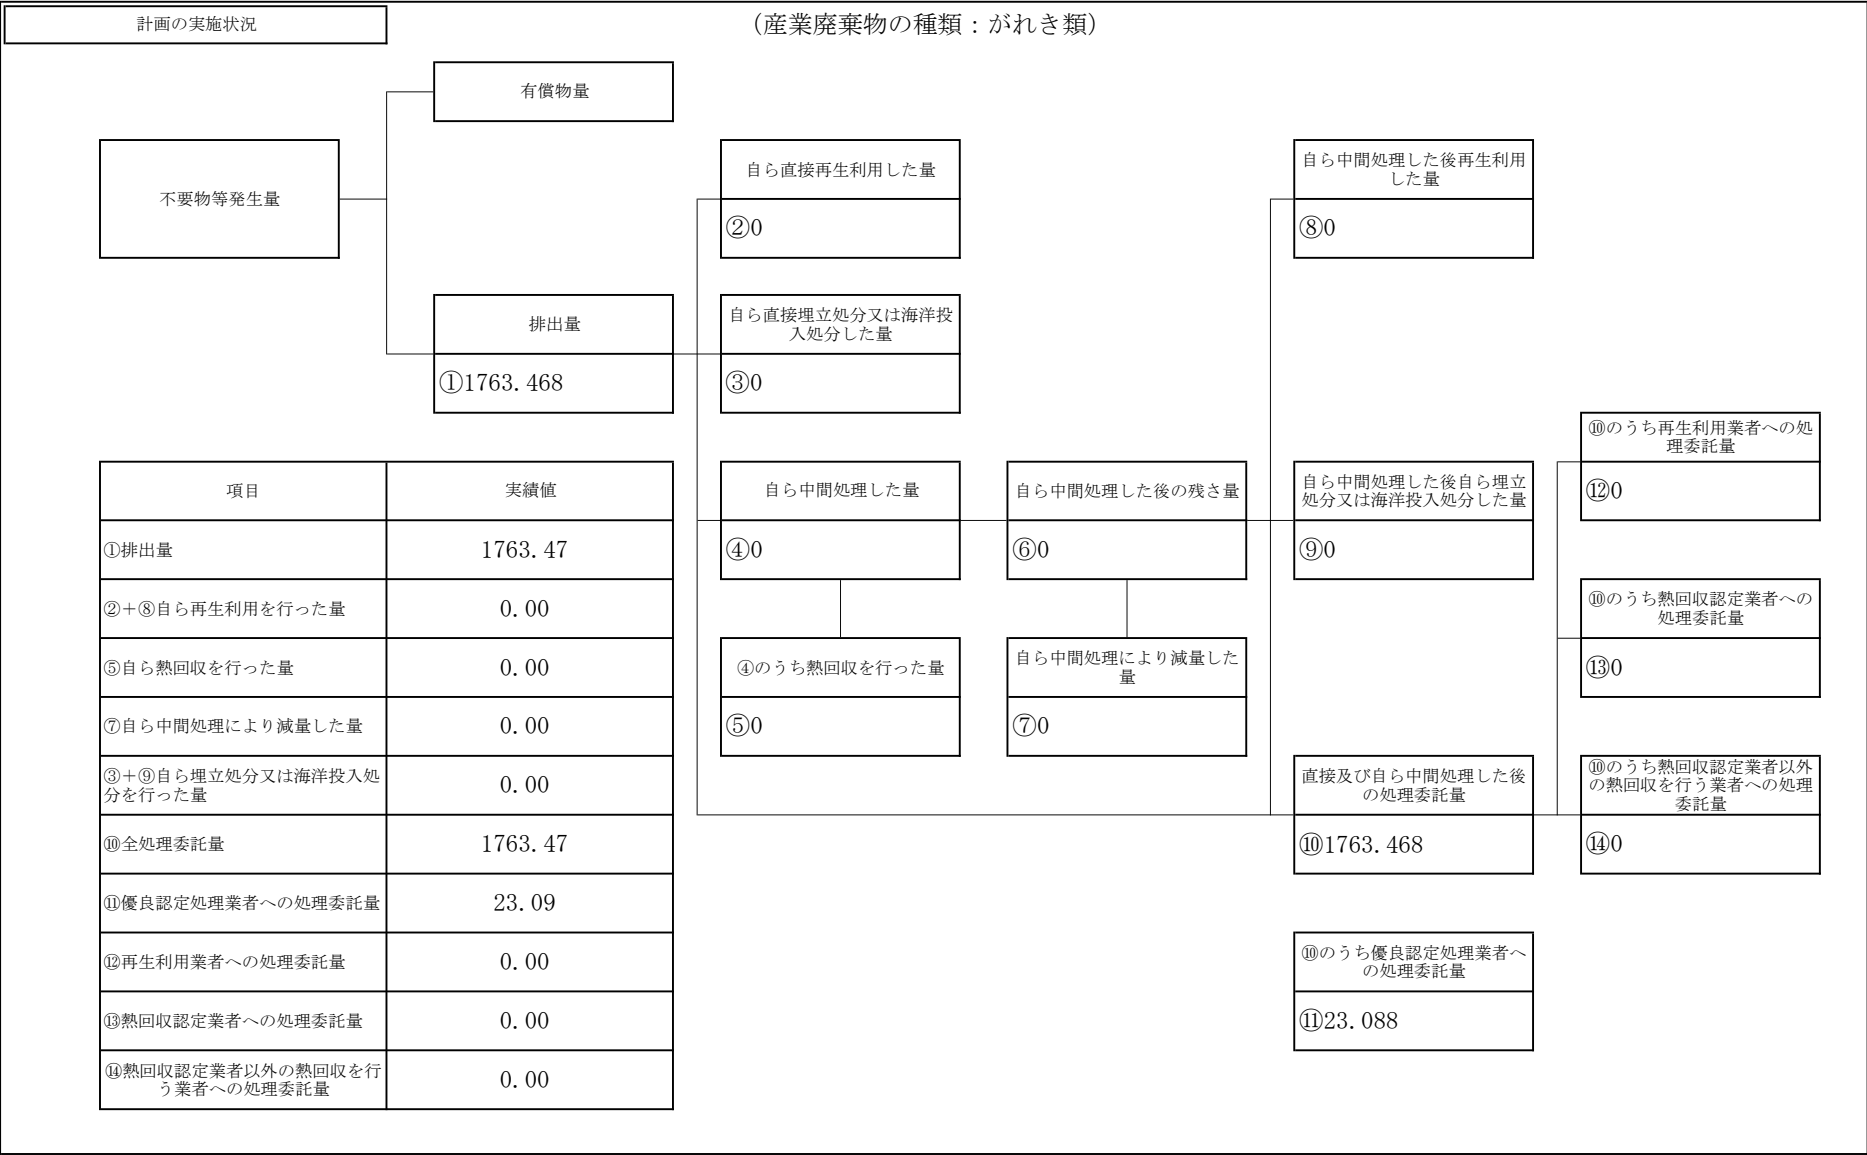 計画の実施状況
（産業廃棄物の種類：がれき類）
有償物量
不要物等発生量
自ら直接再生利用した量
②0
自ら中間処理した後再生利用
した量
⑧0
排出量
①1763.468
自ら直接埋立処分又は海洋投
入処分した量
③0
⑩のうち再生利用業者への処
理委託量
⑫0
自ら中間処理した量
④0
自ら中間処理した後の残さ量
⑥0
自ら中間処理した後自ら埋立
処分又は海洋投入処分した量
⑨0
⑩のうち熱回収認定業者への
処理委託量
⑬0
④のうち熱回収を行った量
⑤0
自ら中間処理により減量した
量
⑦0
直接及び自ら中間処理した後
の処理委託量
⑩1763.468
⑩のうち熱回収認定業者以外
の熱回収を行う業者への処理
委託量
⑭0
⑩のうち優良認定処理業者へ
の処理委託量
⑪23.088
項目 実績値
①排出量 1763.47
②＋⑧自ら再生利用を行った量 0.00
⑤自ら熱回収を行った量 0.00
⑦自ら中間処理により減量した量 0.00
③＋⑨自ら埋立処分又は海洋投入処
分を行った量 0.00
⑩全処理委託量 1763.47
⑪優良認定処理業者への処理委託量 23.09
⑫再生利用業者への処理委託量 0.00
⑬熱回収認定業者への処理委託量 0.00
⑭熱回収認定業者以外の熱回収を行
う業者への処理委託量 0.00